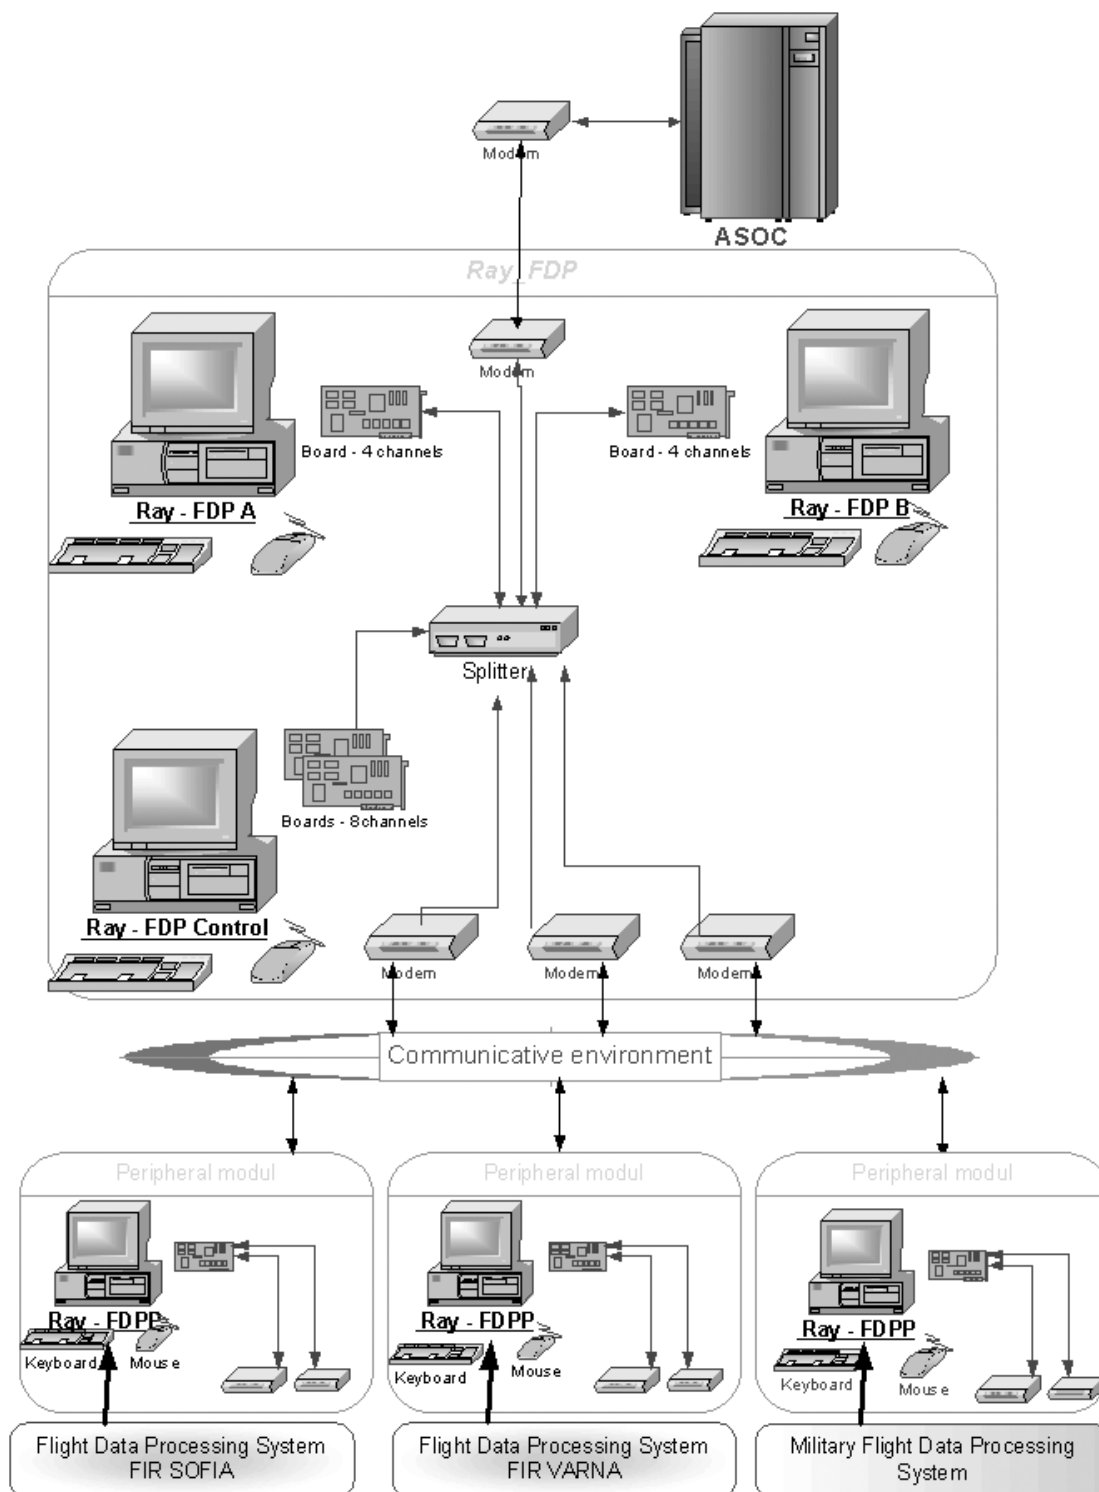 Modem
ASOC
Ray_FDP
Modem
Board - 4 channels
Board - 4 channels
Ray - FDP A
Ray - FDP B
Splitter
Boards - 8channels
Ray - FDP Control
Modem
Modem
Modem
Communicative environment
Peripheral modul
Peripheral modul
Peripheral modul
Ray - FDPP
Ray - FDPP
Ray - FDPP
Keyboard
Mouse
Keyboard
Mouse
Keyboard
Mouse
Flight Data Processing System
FIR SOFIA
Flight Data Processing System
FIR VARNA
Military Flight Data Processing
System